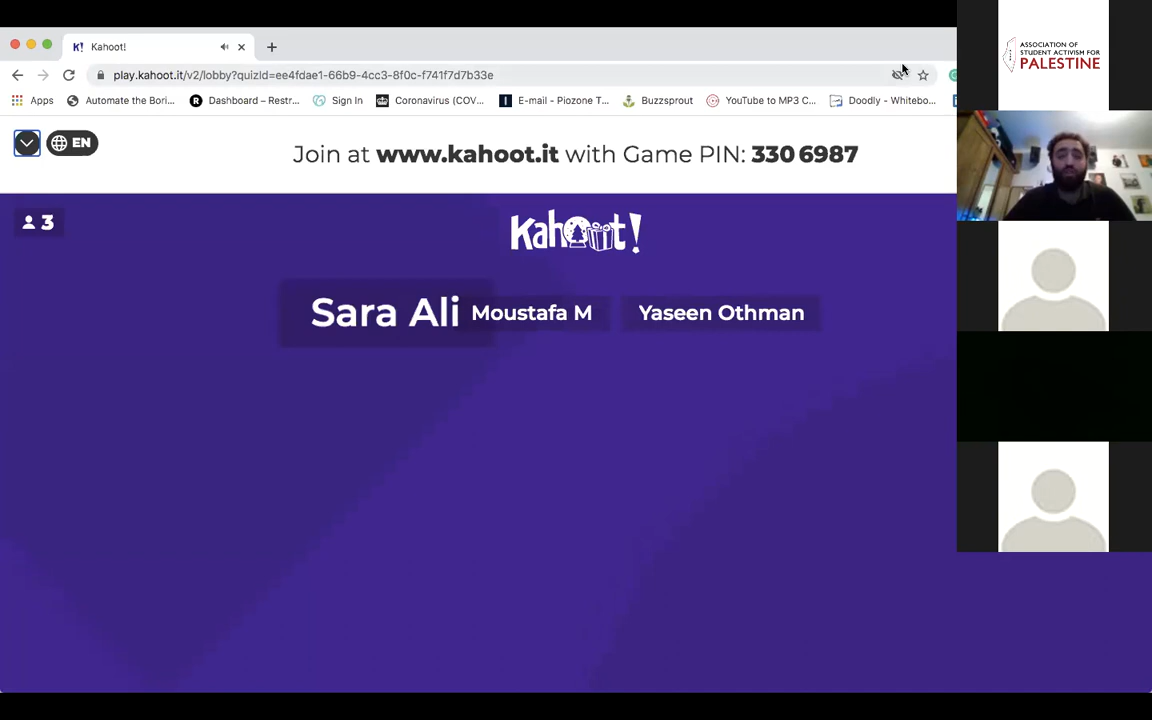 Kahoot!
play.kahoot.it/v2/lobby?quizId=ee4fdae1-66b9-4cc3-8f0c-f741f7d7b33e
Apps Automate the Bori... Dashboard – Restr... Sign In Coronavirus (COV... E-mail - Piozone T... Buzzsprout YouTube to MP3 C... Doodly - Whitebo...
EN
Join at www.kahoot.it with Game PIN: 330 6987
3
Kahoot!
Sara Ali Moustafa M Yaseen Othman
ASSOCIATION OF
STUDENT ACTIVISM FOR
PALESTINE